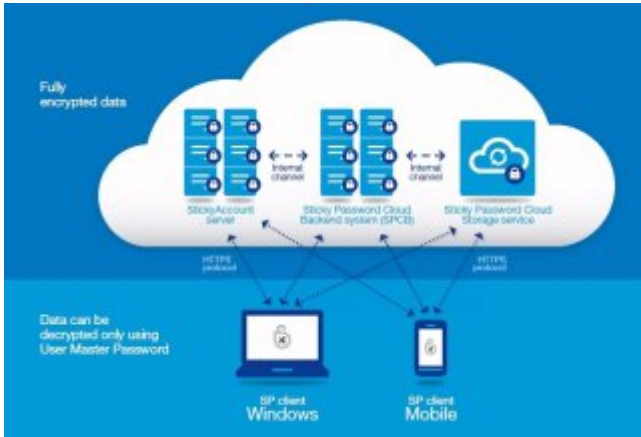 Fully
encrypted data
Internal
channel
Internal
channel
StickyAccount
server
Sticky Password Cloud
Backend system (SPCB)
Sticky Password Cloud
Storage service
HTTPS
protocol
HTTPS
protocol
Data can be
decrypted only using
User Master Password
SP client
Windows
SP client
Mobile